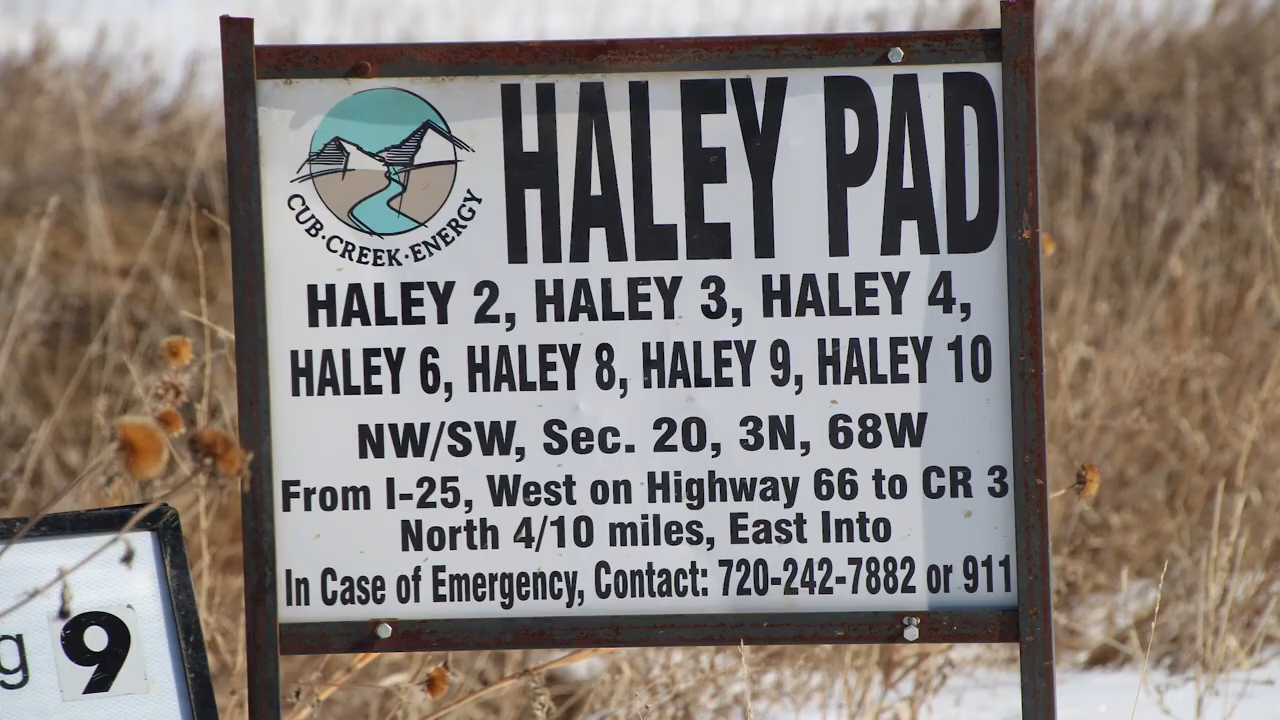 HALEY PAD
CUB·CREEK·ENERGY
HALEY 2, HALEY 3, HALEY 4,
HALEY 6, HALEY 8, HALEY 9, HALEY 10
NW/SW, Sec. 20, 3N, 68W
From I-25, West on Highway 66 to CR 3
North 4/10 miles, East Into
In Case of Emergency, Contact: 720-242-7882 or 911
g 9